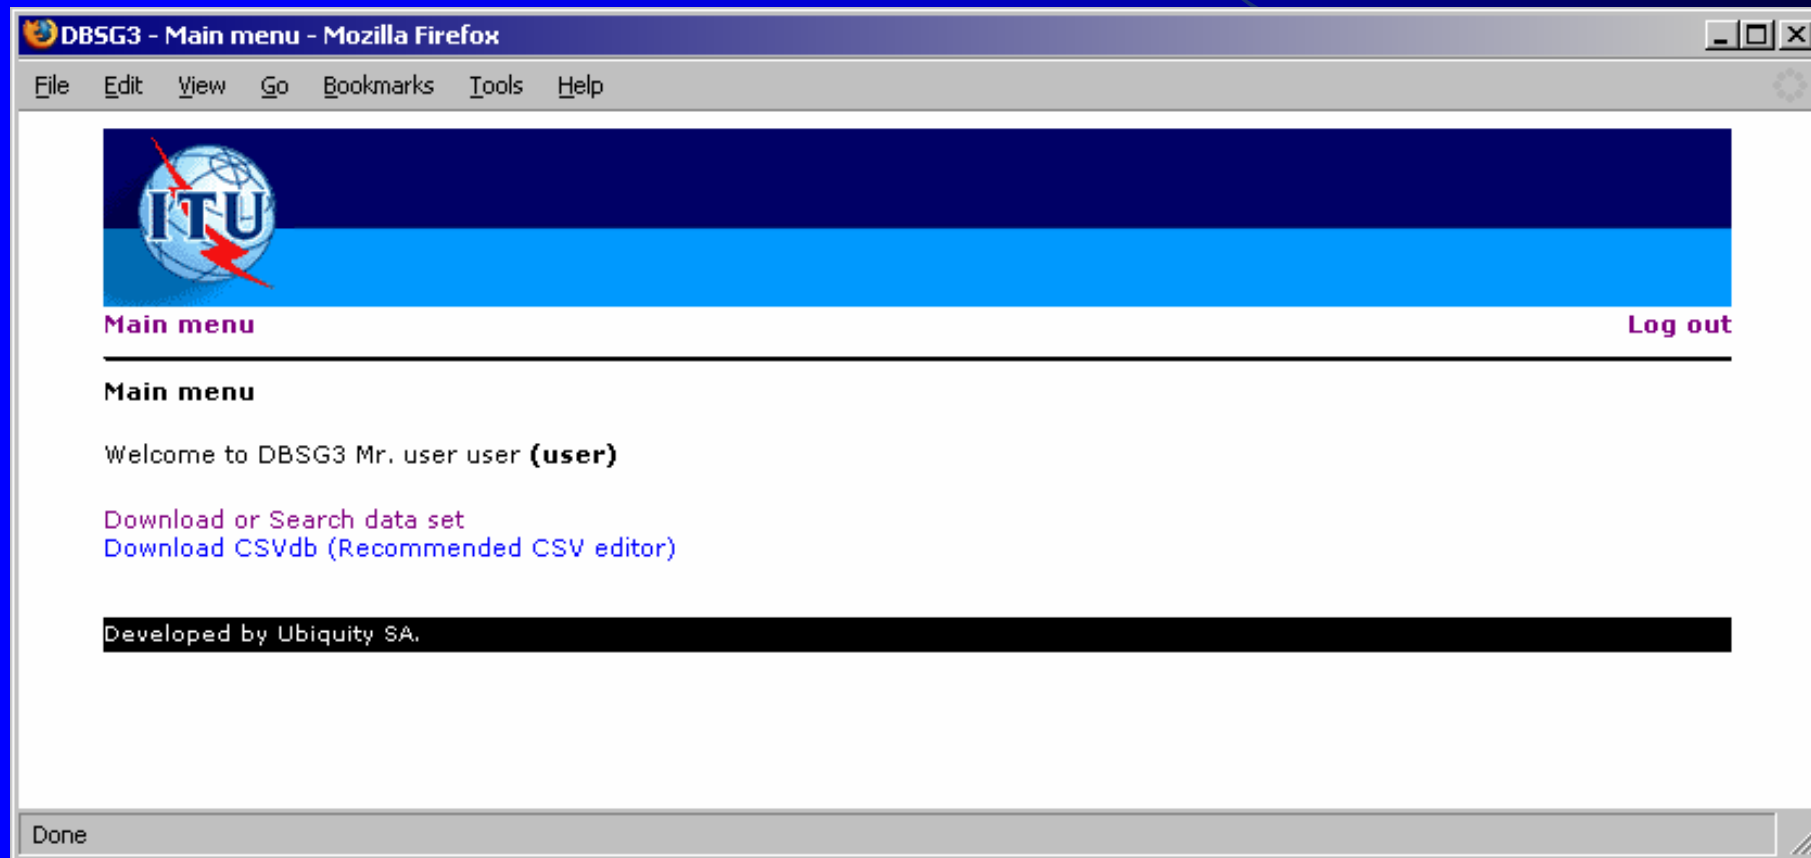 DBSG3 - Main menu - Mozilla Firefox
File Edit View Go Bookmarks Tools Help
ITU
Main menu Log out
Main menu
Welcome to DBSG3 Mr. user user (user)
Download or Search data set
Download CSVdb (Recommended CSV editor)
Developed by Ubiquity SA.
Done